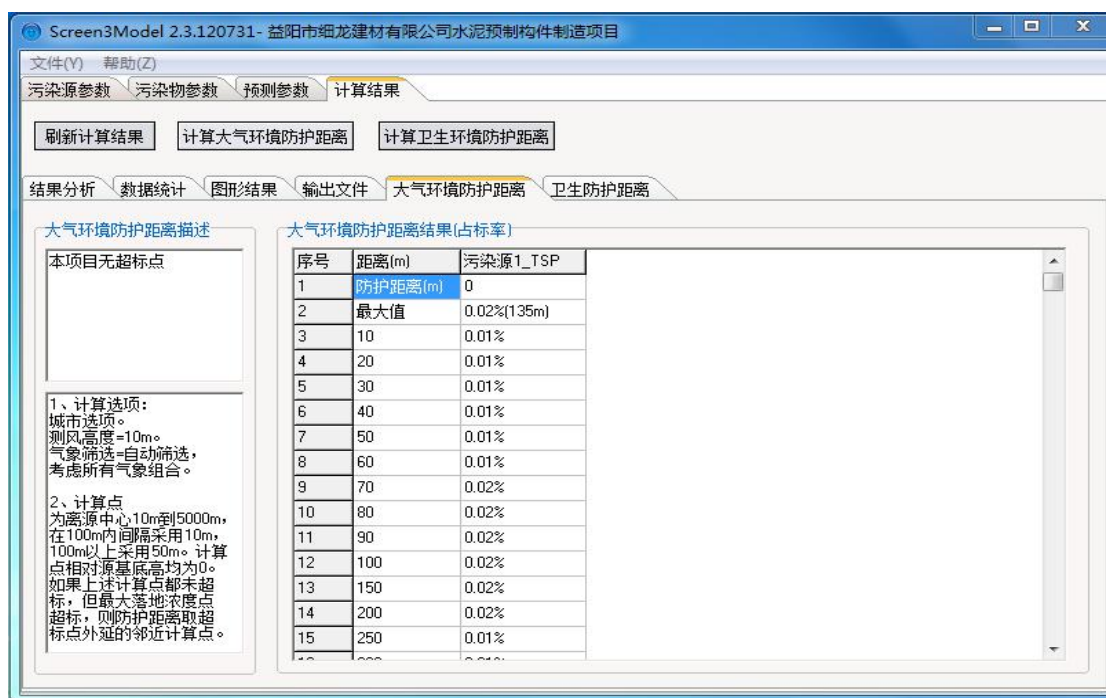 Screen3Model 2.3.120731- 益阳市细龙建材有限公司水泥预制构件制造项目
文件(Y) 帮助(Z)
污染源参数 污染物参数 预测参数 计算结果
刷新计算结果 计算大气环境防护距离 计算卫生环境防护距离
结果分析 数据统计 图形结果 输出文件 大气环境防护距离 卫生防护距离
大气环境防护距离描述
本项目无超标点
1、计算选项:
城市选项。
测风高度=10m。
气象筛选=自动筛选,
考虑所有气象组合。
2、计算点
为离源中心10m到5000m,
在100m内间隔采用10m,
100m以上采用50m。计算
点相对源基底高均为0。
如果上述计算点都未超
标,但最大落地浓度点
超标,则防护距离取超
标点外延的邻近计算点。
大气环境防护距离结果(占标率)
序号 距离(m) 污染源1_TSP
1 防护距离(m) 0
2 最大值 0.02%(135m)
3 10 0.01%
4 20 0.01%
5 30 0.01%
6 40 0.01%
7 50 0.01%
8 60 0.01%
9 70 0.02%
10 80 0.02%
11 90 0.02%
12 100 0.02%
13 150 0.02%
14 200 0.02%
15 250 0.01%